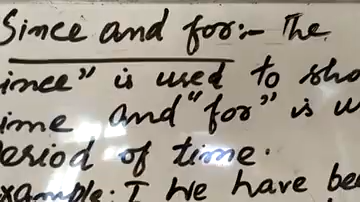 Since and for:- The
ince" is used to sho
ime and "for" is u
eriod of time.
xample: I we have bee